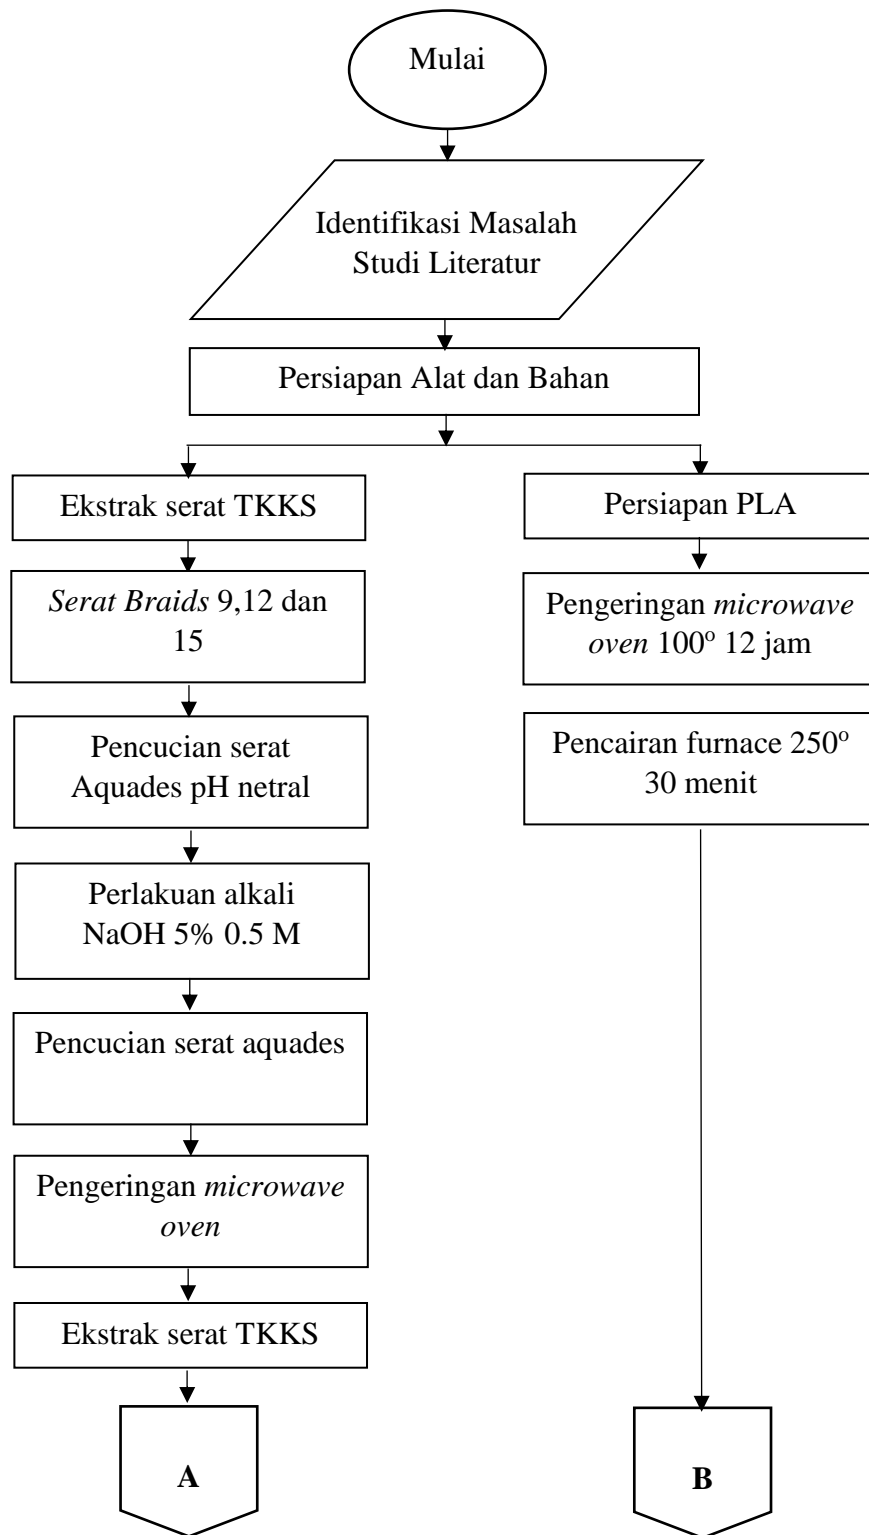 Mulai
Identifikasi Masalah
Studi Literatur
Persiapan Alat dan Bahan
Ekstrak serat TKKS
Serat Braids 9,12 dan
15
Pencucian serat
Aquades pH netral
Perlakuan alkali
NaOH 5% 0.5 M
Pencucian serat aquades
Pengeringan microwave
oven
Ekstrak serat TKKS
A
Persiapan PLA
Pengeringan microwave
oven 100° 12 jam
Pencairan furnace 250°
30 menit
B